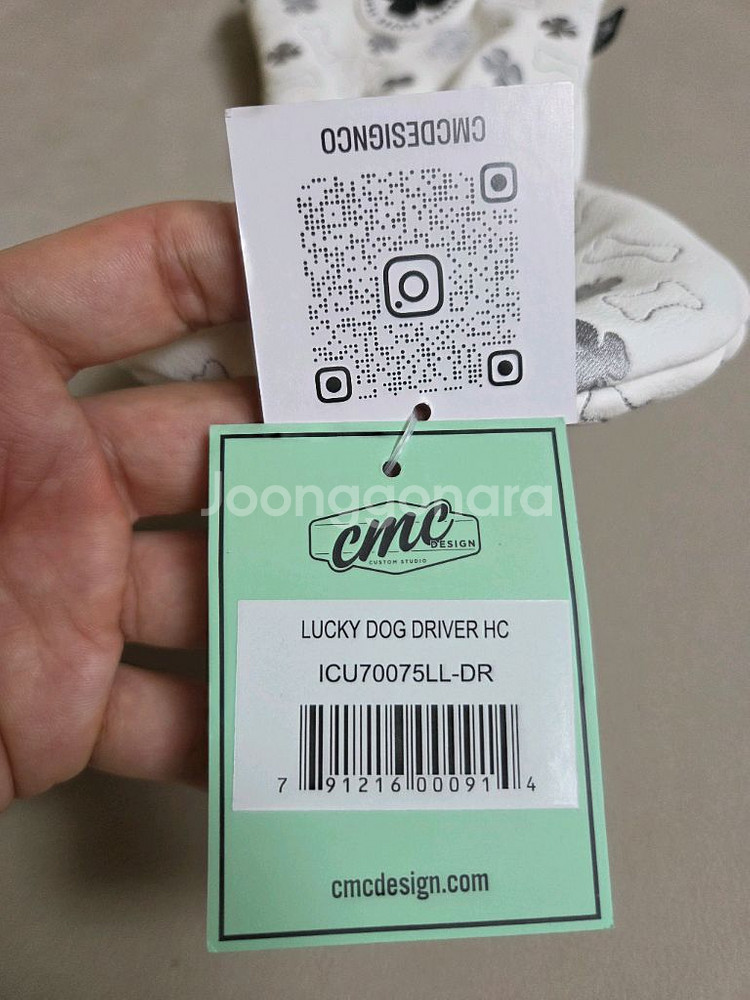 CMCDESIGNCO
Joonggonara
cmc
DESIGN
CUSTOM STUDIO
LUCKY DOG DRIVER HC
ICU70075LL-DR
7 91216 00091 4
cmcdesign.com